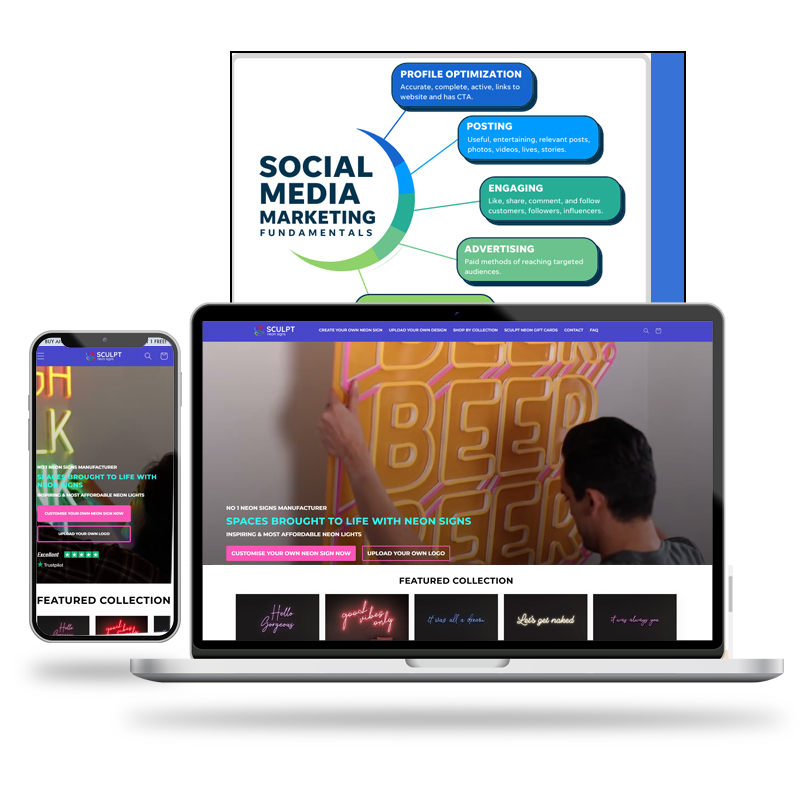 PROFILE OPTIMIZATION
Accurate, complete, active, links to
website and has CTA.
POSTING
Useful, entertaining, relevant posts,
photos, videos, lives, stories.
SOCIAL
MEDIA
MARKETING
FUNDAMENTALS
ENGAGING
Like, share, comment, and follow
customers, followers, influencers.
ADVERTISING
Paid methods of reaching targeted
audiences.
SCULPT
neon signs
CREATE YOUR OWN NEON SIGN UPLOAD YOUR OWN DESIGN SHOP BY COLLECTION SCULPT NEON GIFT CARDS CONTACT FAQ
BEER
BEER
BEER
NO 1 NEON SIGNS MANUFACTURER
SPACES BROUGHT TO LIFE WITH NEON SIGNS
INSPIRING & MOST AFFORDABLE NEON LIGHTS
CUSTOMISE YOUR OWN NEON SIGN NOW UPLOAD YOUR OWN LOGO
FEATURED COLLECTION
Hello
Gorgeous
good
vibes
only
it was all a dream
Let's get naked
it was always you
BUY 1 FREE!
SCULPT
neon signs
GH
LK
NO 1 NEON SIGNS MANUFACTURER
SPACES BROUGHT TO LIFE WITH
NEON SIGNS
INSPIRING & MOST AFFORDABLE NEON LIGHTS
CUSTOMISE YOUR OWN NEON SIGN NOW
UPLOAD YOUR OWN LOGO
Excellent
Trustpilot
FEATURED COLLECTION
Hello
good